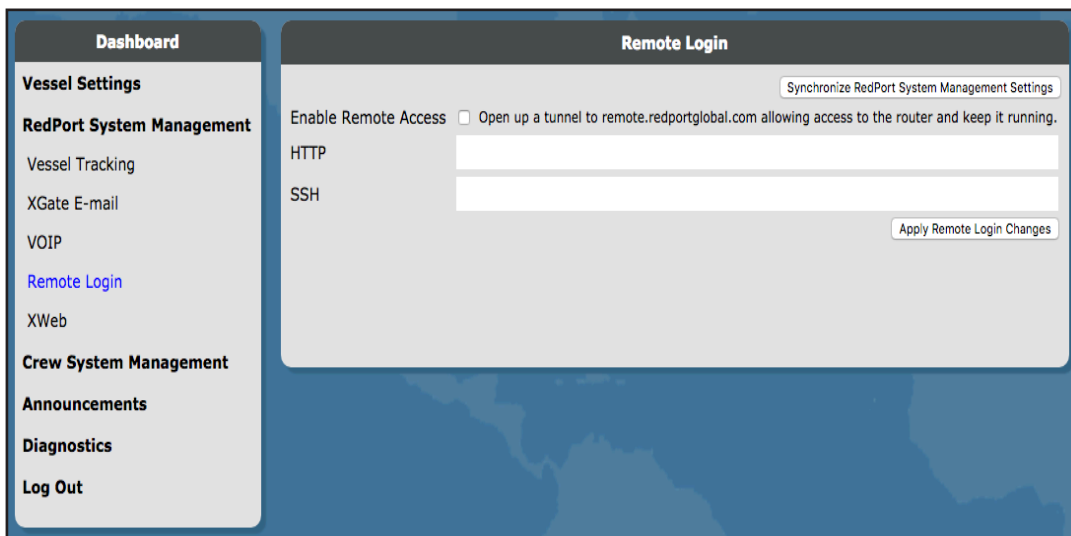 Dashboard
Vessel Settings
RedPort System Management
Vessel Tracking
XGate E-mail
VOIP
Remote Login
XWeb
Crew System Management
Announcements
Diagnostics
Log Out
Remote Login
Synchronize RedPort System Management Settings
Enable Remote Access Open up a tunnel to remote.redportglobal.com allowing access to the router and keep it running.
HTTP
SSH
Apply Remote Login Changes